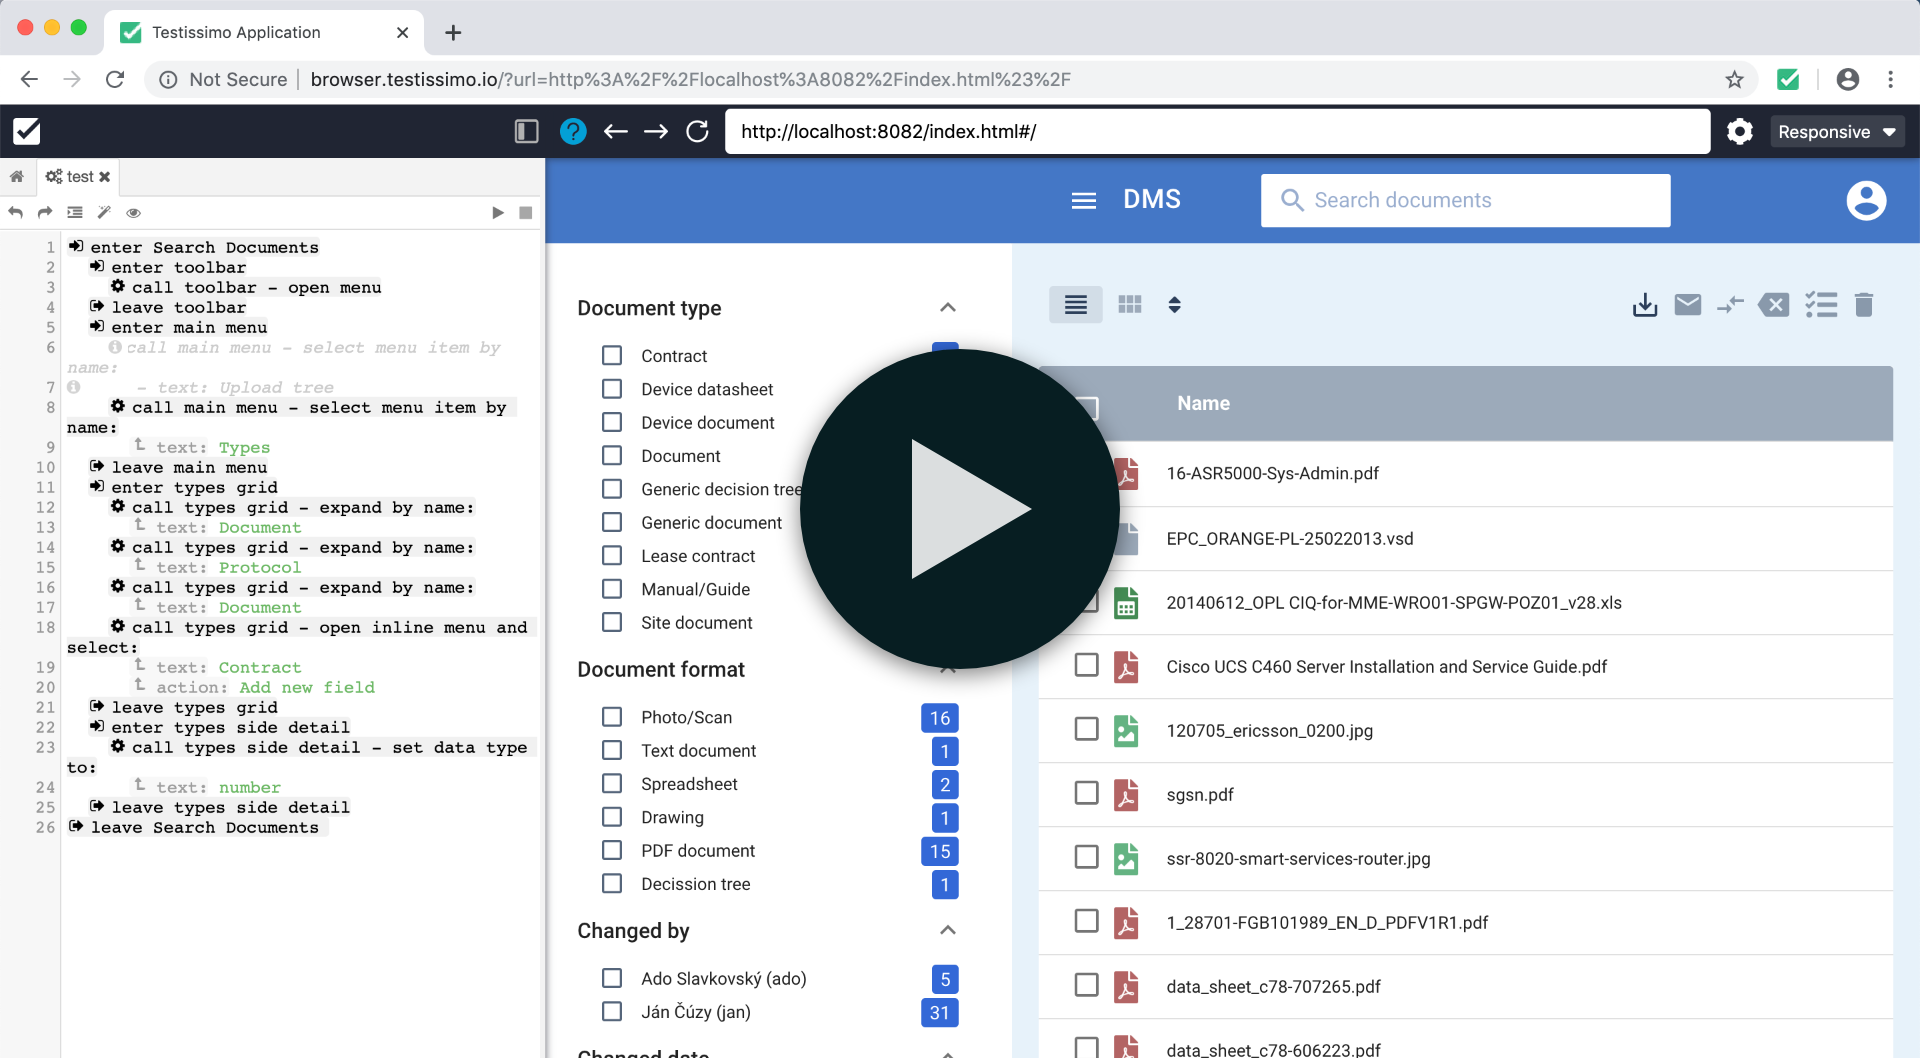 Testissimo Application
Not Secure
browser.testissimo.io/?url=http%3A%2F%2Flocalhost%3A8082%2Findex.html%23%2F
?
http://localhost:8082/index.html#/
Responsive
test
1 enter Search Documents
2 enter toolbar
3 call toolbar - open menu
4 leave toolbar
5 enter main menu
6 call main menu - select menu item by
name:
7 - text: Upload tree
8 call main menu - select menu item by
name:
9 text: Types
10 leave main menu
11 enter types grid
12 call types grid - expand by name:
13 text: Document
14 call types grid - expand by name:
15 text: Protocol
16 call types grid - expand by name:
17 text: Document
18 call types grid - open inline menu and
select:
19 text: Contract
20 action: Add new field
21 leave types grid
22 enter types side detail
23 call types side detail - set data type
to:
24 text: number
25 leave types side detail
26 leave Search Documents
DMS
Search documents
Document type
Contract
Device datasheet
Device document
Document
Generic decision tree
Generic document
Lease contract
Manual/Guide
Site document
Document format
Photo/Scan 16
Text document 1
Spreadsheet 2
Drawing 1
PDF document 15
Decission tree 1
Changed by
Ado Slavkovský (ado) 5
Ján Čúzy (jan) 31
Changed date
Name
16-ASR5000-Sys-Admin.pdf
EPC_ORANGE-PL-25022013.vsd
20140612_OPL CIQ-for-MME-WRO01-SPGW-POZ01_v28.xls
Cisco UCS C460 Server Installation and Service Guide.pdf
120705_ericsson_0200.jpg
sgsn.pdf
ssr-8020-smart-services-router.jpg
1_28701-FGB101989_EN_D_PDFV1R1.pdf
data_sheet_c78-707265.pdf
data_sheet_c78-606223.pdf